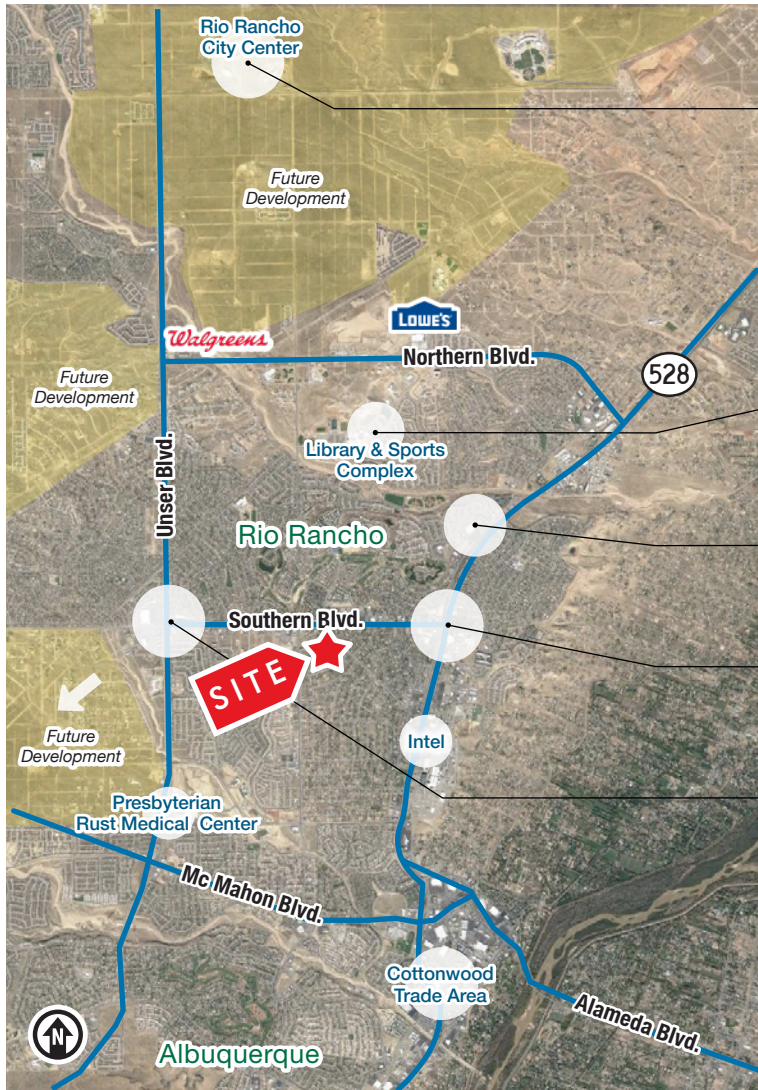 Rio Rancho
City Center
Future
Development
LOWE'S
Walgreens
Northern Blvd.
528
Future
Development
Library & Sports
Complex
Unser Blvd.
Rio Rancho
Southern Blvd.
SITE
Future
Development
Intel
Presbyterian
Rust Medical Center
Mc Mahon Blvd.
Cottonwood
Trade Area
Alameda Blvd.
N
Albuquerque